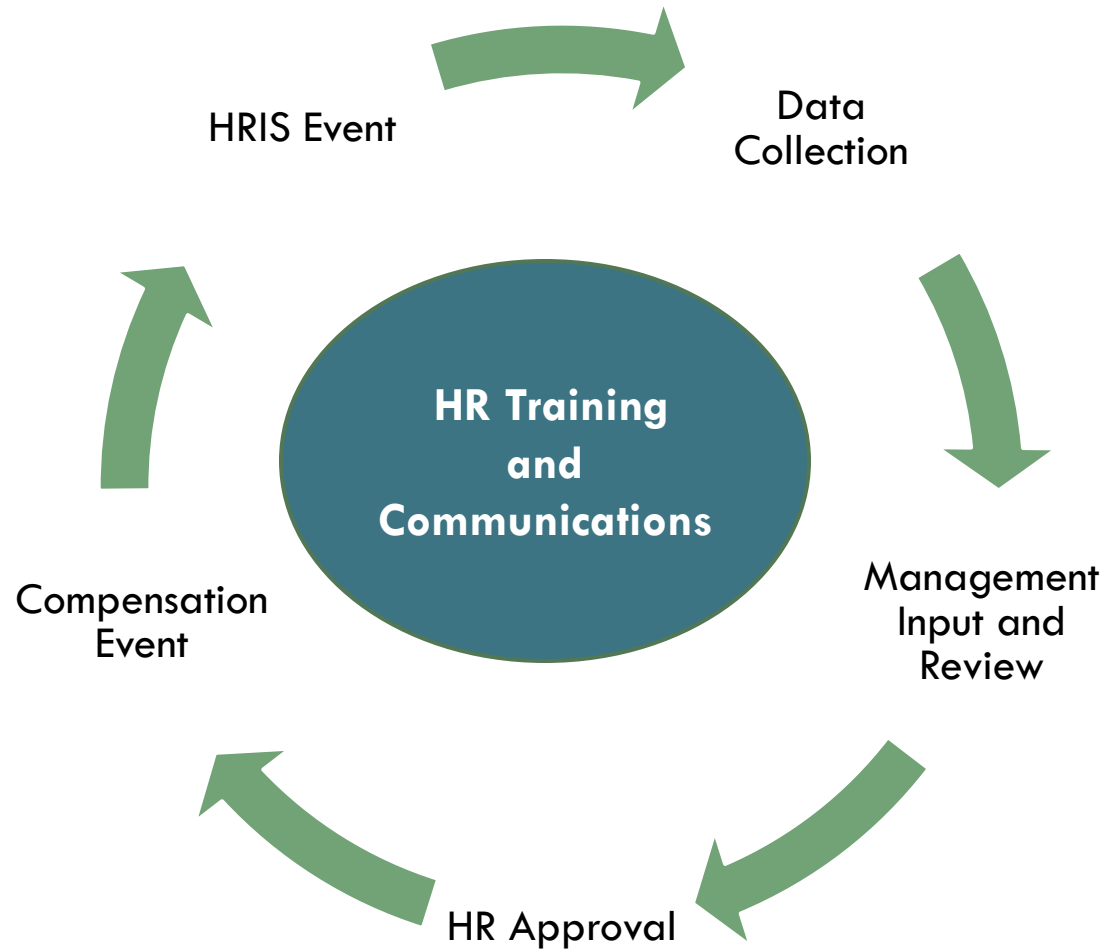 HRIS Event
Data
Collection
Management
Input and
Review
HR Approval
Compensation
Event
HR Training
and
Communications